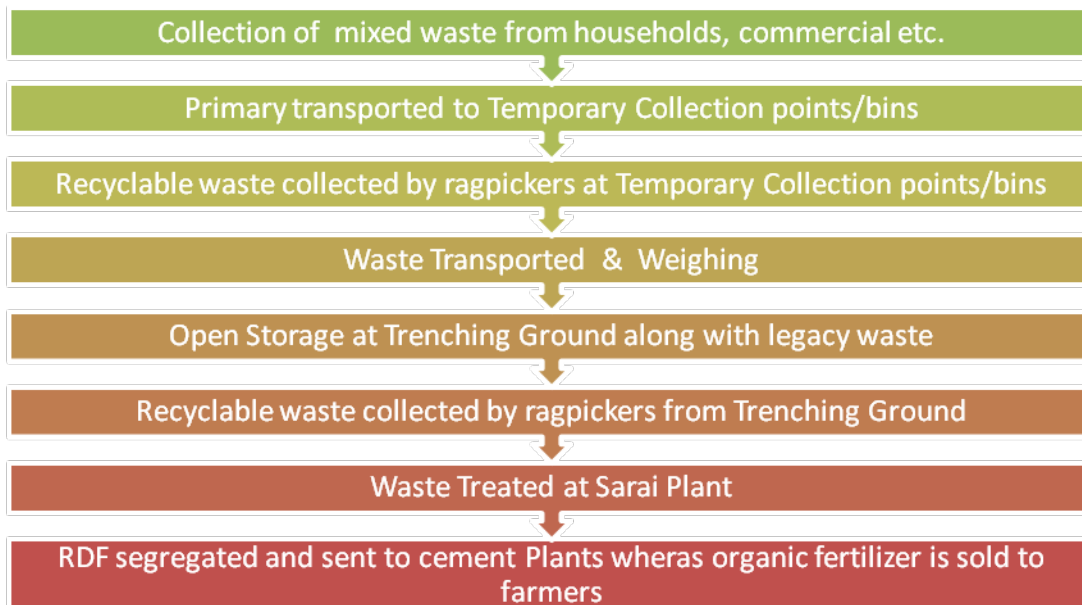 Collection of mixed waste from households, commercial etc.
Primary transported to Temporary Collection points/bins
Recyclable waste collected by ragpickers at Temporary Collection points/bins
Waste Transported & Weighing
Open Storage at Trenching Ground along with legacy waste
Recyclable waste collected by ragpickers from Trenching Ground
Waste Treated at Sarai Plant
RDF segregated and sent to cement Plants wheras organic fertilizer is sold to
farmers